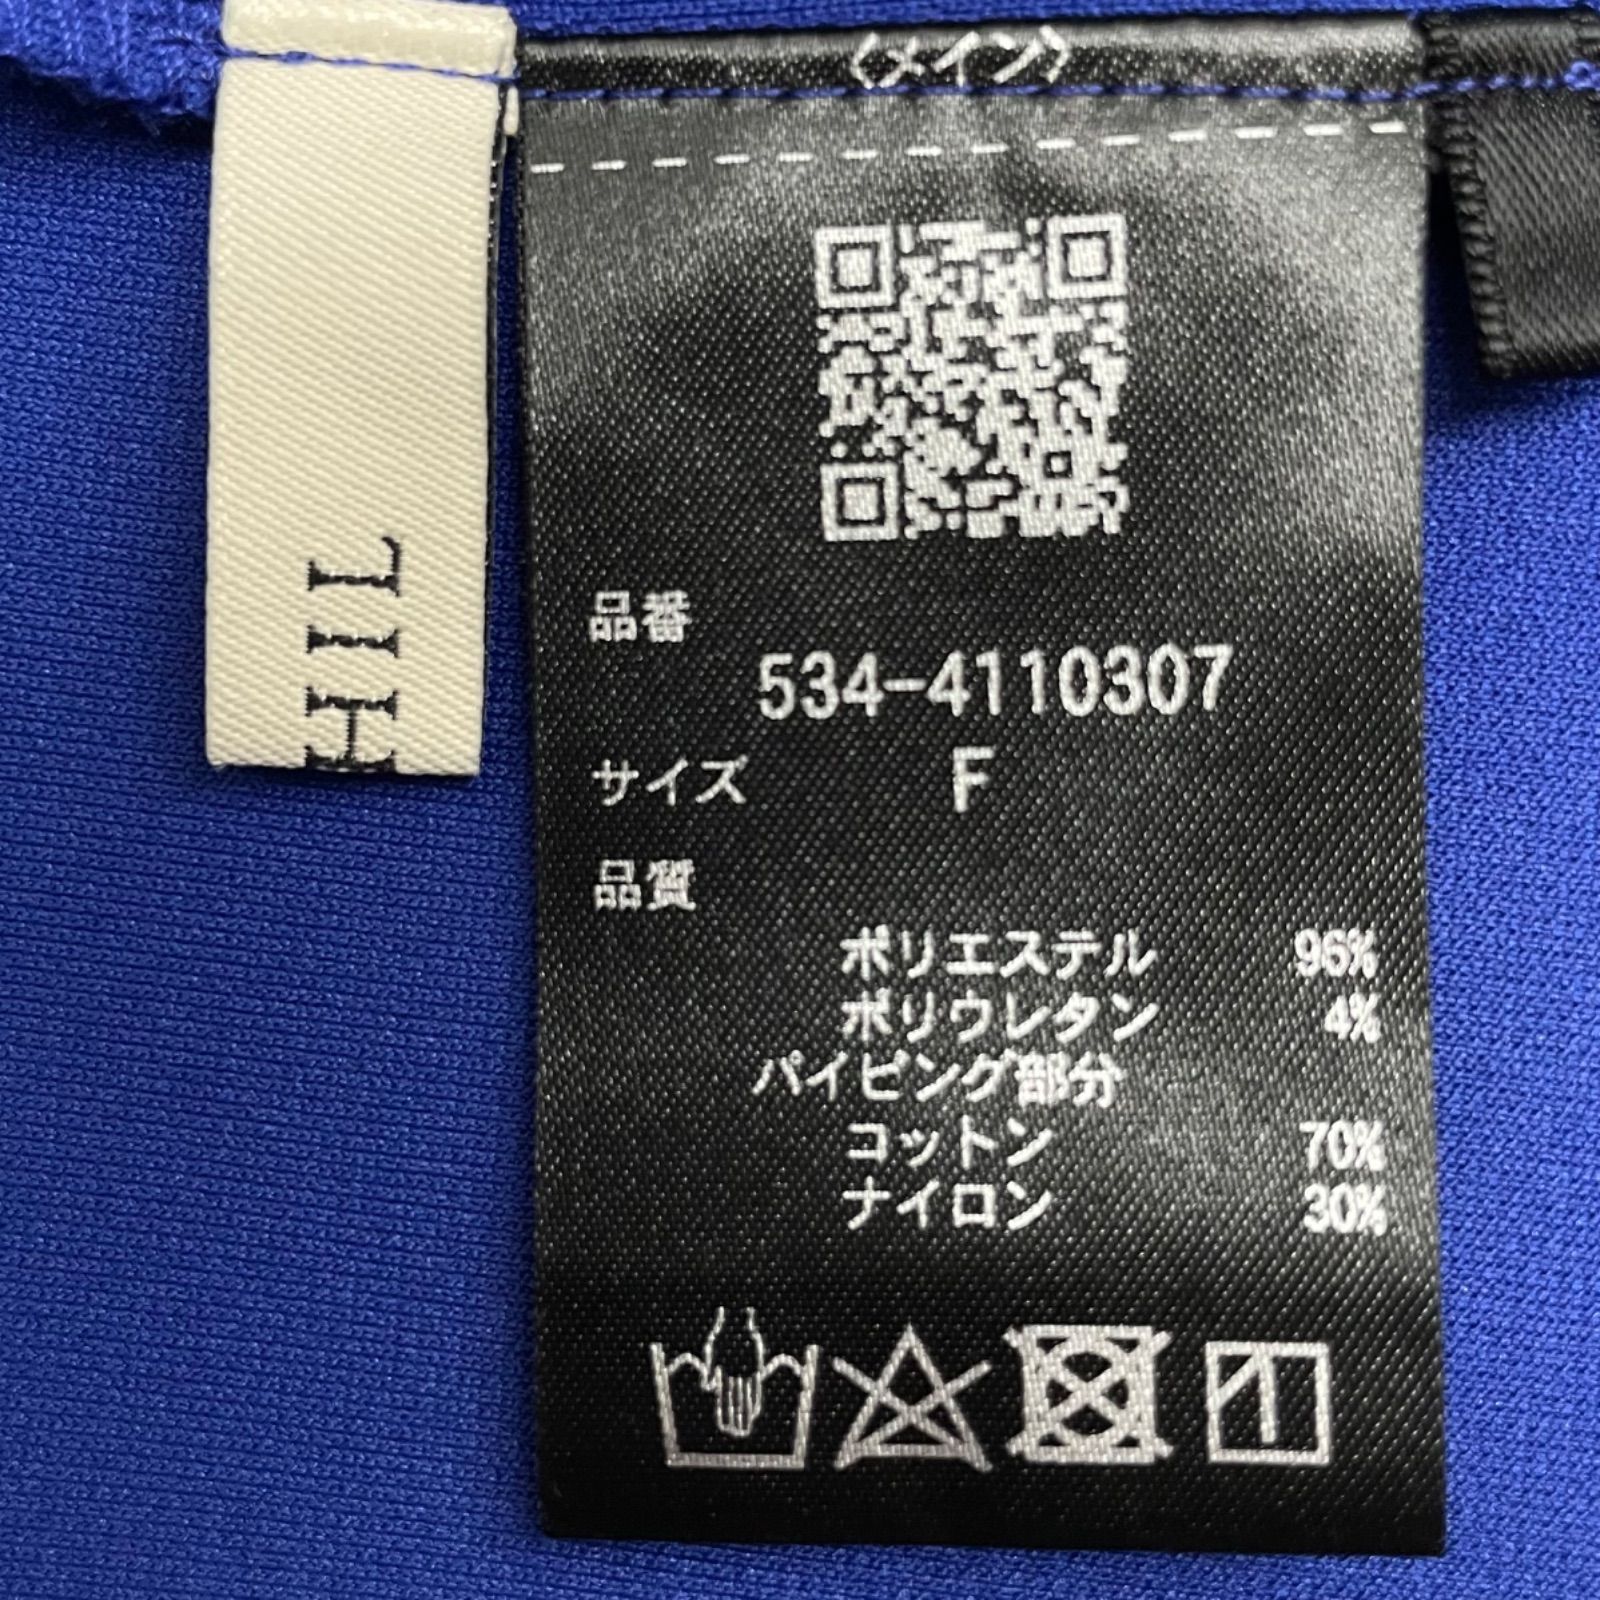 〈メイン〉
HIL
品番
534-4110307
サイズ F
品質
ポリエステル 96%
ポリウレタン 4%
パイピング部分
コットン 70%
ナイロン 30%